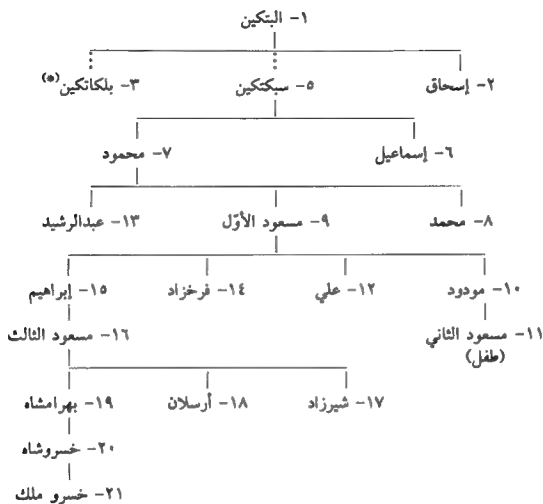 ١- البتكين
٢- إسحاق
٥- سبكتكين
٣- بلكاتكين (*)
٦- إسماعيل
٧- محمود
٨- محمد
٩- مسعود الأوّل
١٣- عبدالرشيد
١٠- مودود
١٢- علي
١٤- فرخزاد
١٥- إبراهيم
١١- مسعود الثاني
(طفل)
١٦- مسعود الثالث
١٧- شيرزاد
١٨- أرسلان
١٩- بهرامشاه
٢٠- خسروشاه
٢١- خسرو ملك